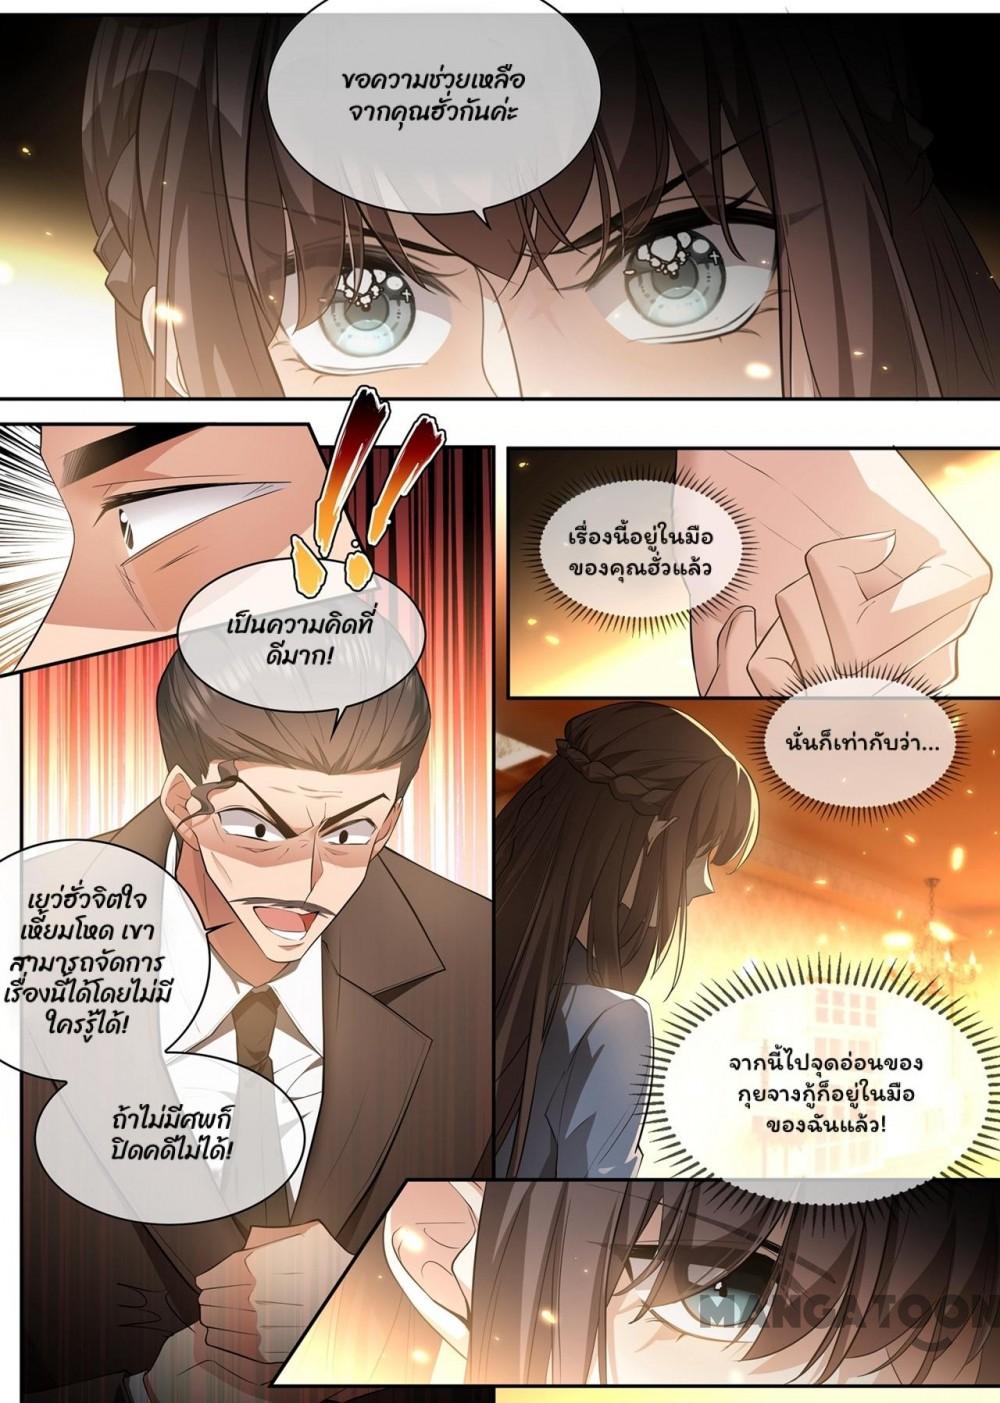 ขอความช่วยเหลือ
จากคุณฮั่วกันค่ะ
เรื่องนี้อยู่ในมือ
ของคุณฮั่วแล้ว
เป็นความคิดที่
ดีมาก!
นั่นก็เท่ากับว่า...
เยว่ฮั่วจิตใจ
เหี้ยมโหด เขา
สามารถจัดการ
เรื่องนี้ได้โดยไม่มี
ใครรู้ได้!
จากนี้ไปจุดอ่อนของ
กุยจางกู้ก็อยู่ในมือ
ของฉันแล้ว!
ถ้าไม่มีศพก็
ปิดคดีไม่ได้!
MANGATOON